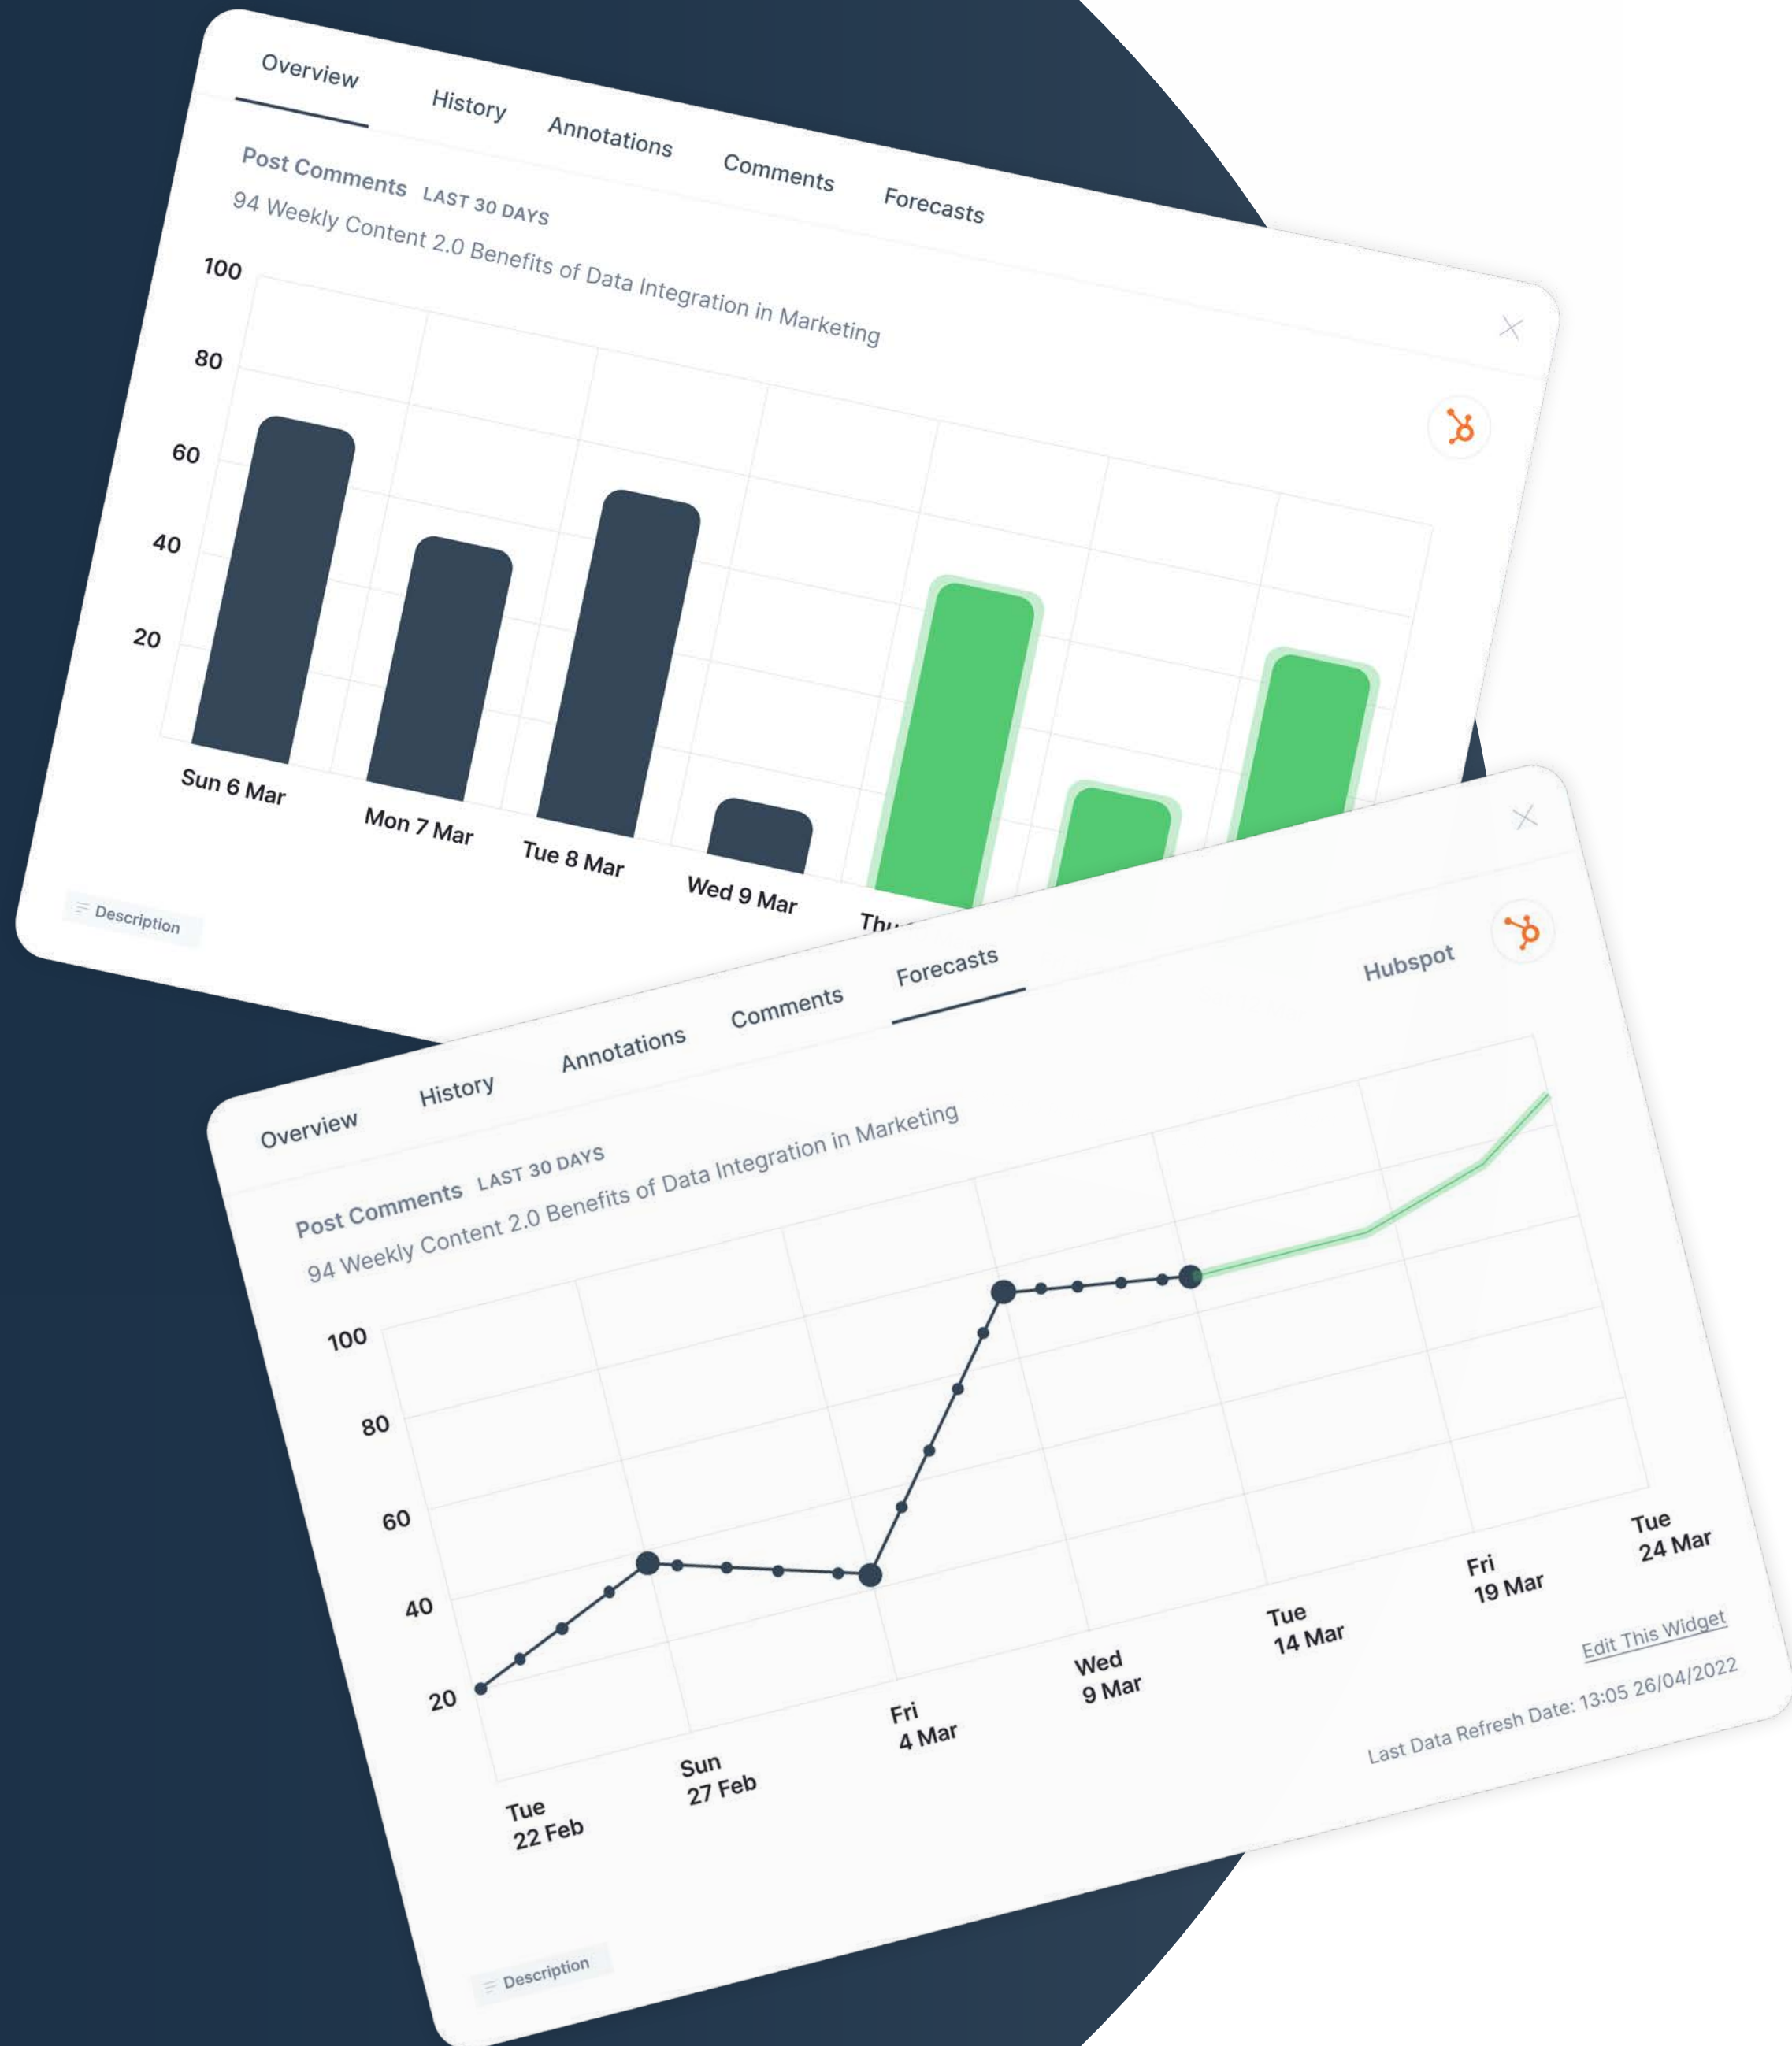 Overview
History
Annotations
Comments
Forecasts
Post Comments LAST 30 DAYS
94 Weekly Content 2.0 Benefits of Data Integration in Marketing
100
80
60
40
20
Sun 6 Mar
Mon 7 Mar
Tue 8 Mar
Wed 9 Mar
Thu
Description
Overview
History
Annotations
Comments
Forecasts
Hubspot
Post Comments LAST 30 DAYS
94 Weekly Content 2.0 Benefits of Data Integration in Marketing
100
80
60
40
20
Tue
22 Feb
Sun
27 Feb
Fri
4 Mar
Wed
9 Mar
Tue
14 Mar
Fri
19 Mar
Tue
24 Mar
Edit This Widget
Last Data Refresh Date: 13:05 26/04/2022
Description